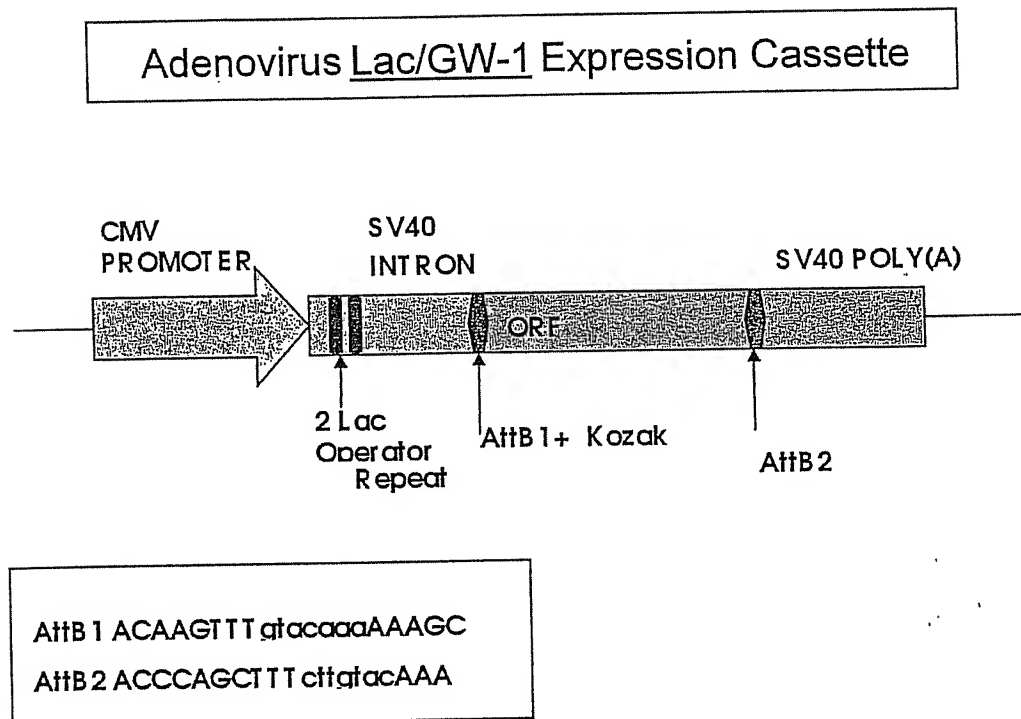 Adenovirus Lac/GW-1 Expression Cassette
CMV
PROMOTER
SV40
INTRON
SV40 POLY(A)
ORF
2 Lac
Operator
Repeat
AttB1+ Kozak
AttB2
AttB1 ACAAGTTTgtacaaaAAAGC
AttB2 ACCCAGCTTTcttgtacAAA